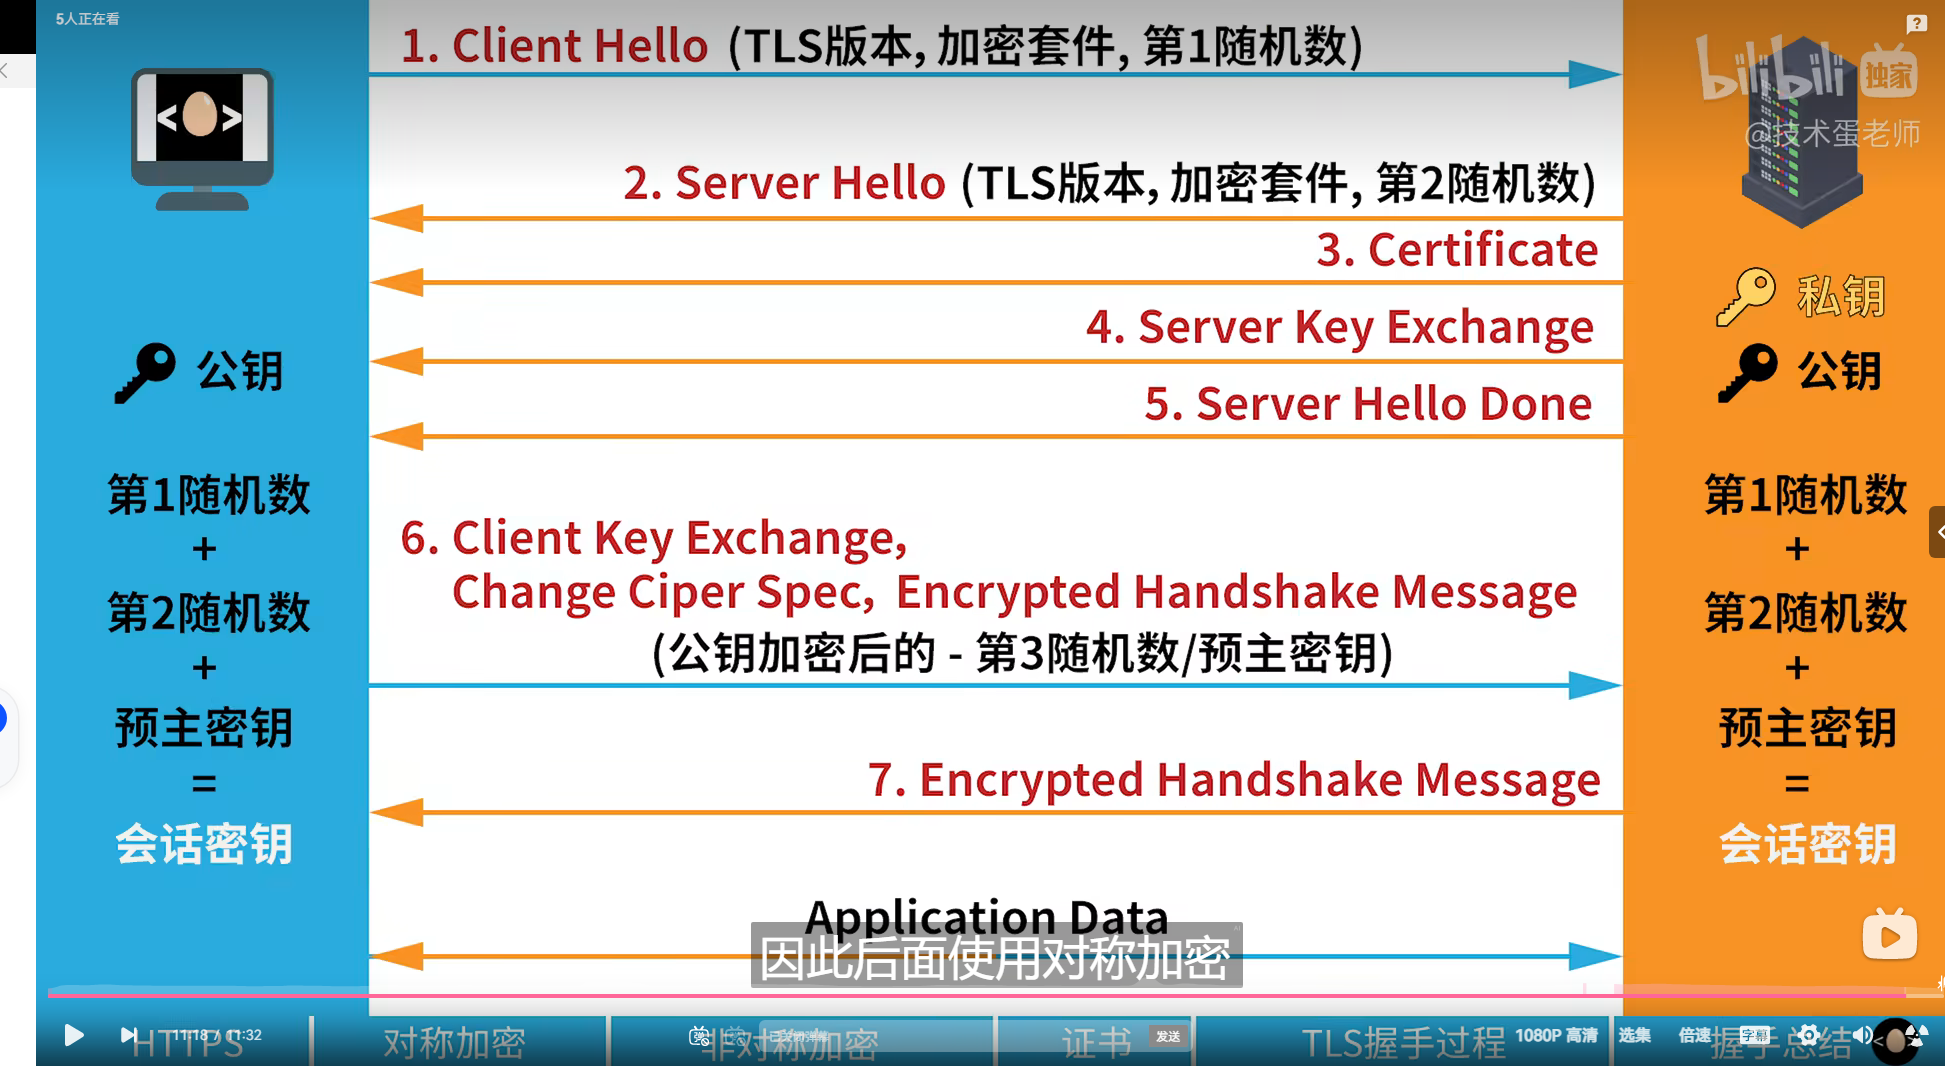 5人正在看
1. Client Hello (TLS版本, 加密套件, 第1随机数)
bilibili 独家
@技术蛋老师
2. Server Hello (TLS版本, 加密套件, 第2随机数)
3. Certificate
私钥
4. Server Key Exchange
公钥
公钥
5. Server Hello Done
第1随机数
+
第2随机数
+
预主密钥
=
会话密钥
6. Client Key Exchange,
Change Ciper Spec, Encrypted Handshake Message
(公钥加密后的 - 第3随机数/预主密钥)
第1随机数
+
第2随机数
+
预主密钥
=
会话密钥
7. Encrypted Handshake Message
Application Data
因此后面使用对称加密
HTTPS
11:18 / 11:32
对称加密
非对称加密
证书
发送
TLS握手过程
1080P 高清
选集
倍速
字幕
握手总结